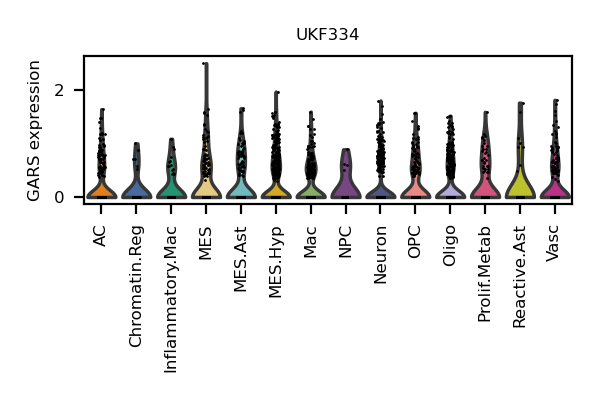 UKF334
GARS expression
2
0
AC
Chromatin.Reg
Inflammatory.Mac
MES
MES.Ast
MES.Hyp
Mac
NPC
Neuron
OPC
Oligo
Prolif.Metab
Reactive.Ast
Vasc